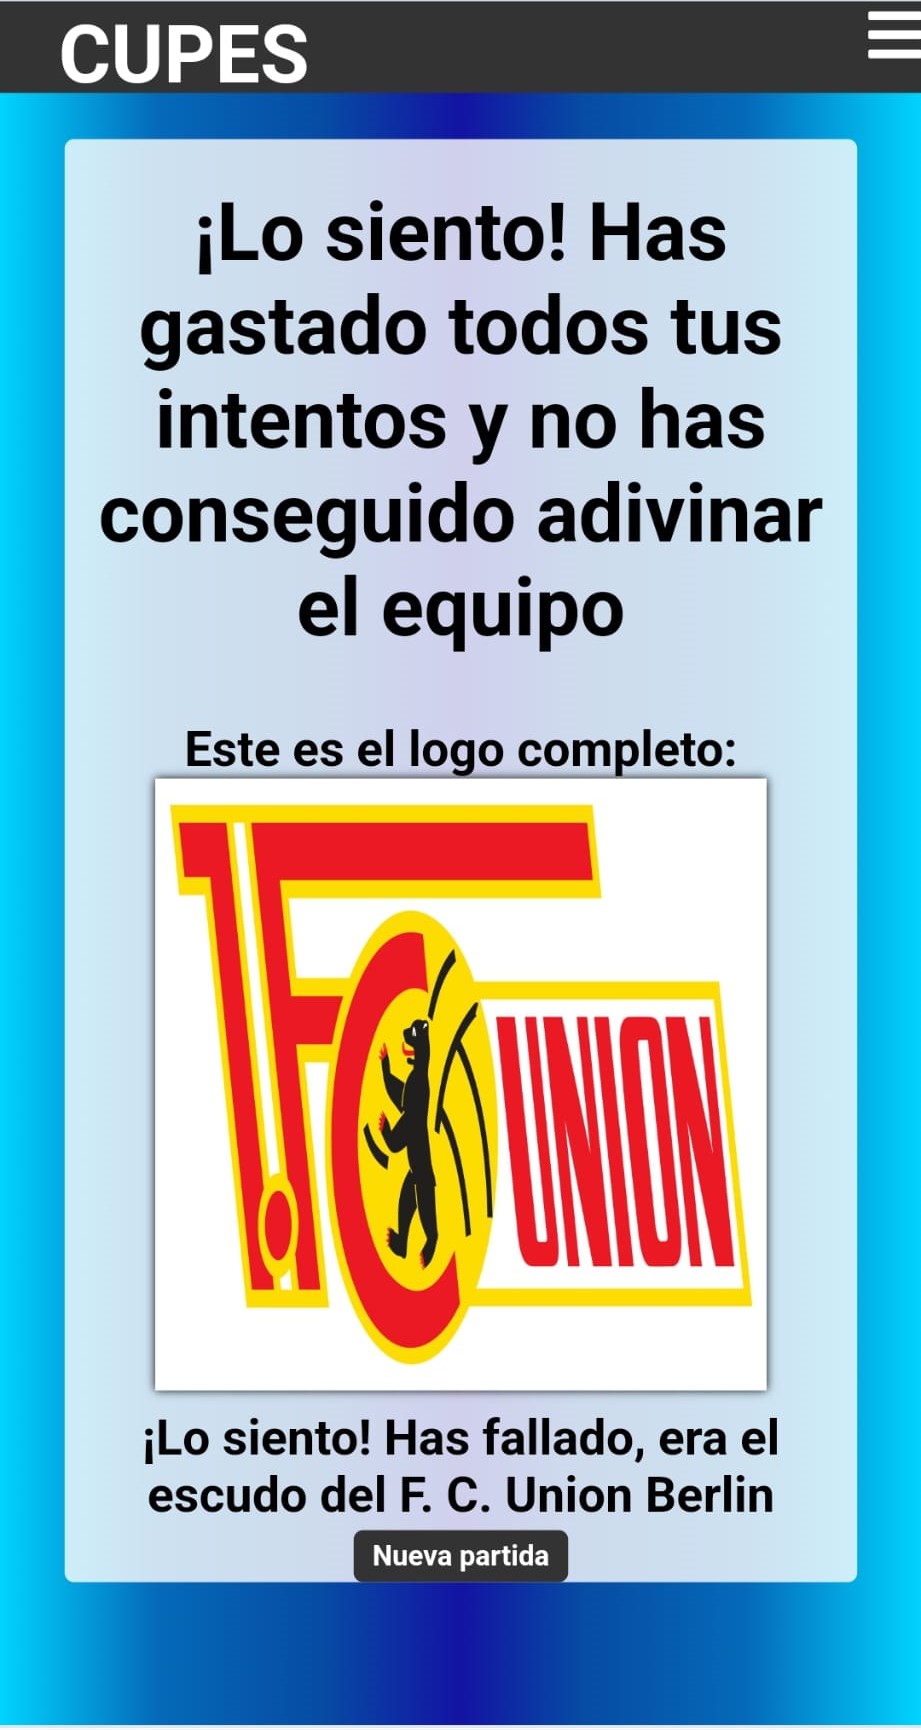 CUPES
¡Lo siento! Has
gastado todos tus
intentos y no has
conseguido adivinar
el equipo
Este es el logo completo:
1.FC
UNION
¡Lo siento! Has fallado, era el
escudo del F. C. Union Berlin
Nueva partida